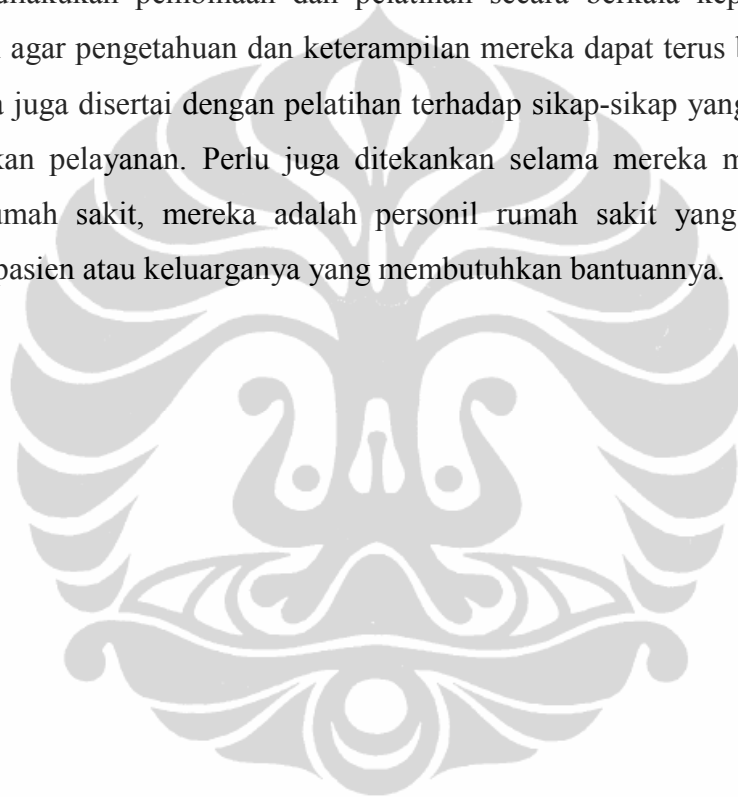 pembinaan dan pelatihan secara berkala
agar pengetahuan dan keterampilan mereka dapat terus
juga disertai dengan pelatihan terhadap sikap-sikap yang
kan pelayanan. Perlu juga ditekankan selama mereka m
umah sakit, mereka adalah personil rumah sakit yang
pasien atau keluarganya yang membutuhkan bantuannya.